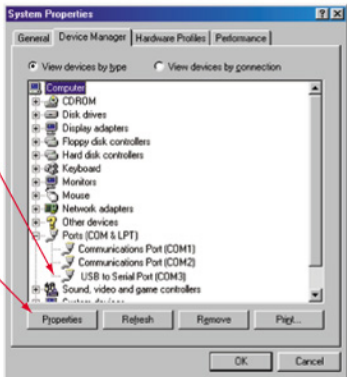 System Properties
General Device Manager Hardware Profiles Performance
View devices by type View devices by connection
Computer
CDROM
Disk drives
Display adapters
Floppy disk controllers
Hard disk controllers
Keyboard
Monitors
Mouse
Network adapters
Other devices
Ports (COM & LPT)
Communications Port (COM1)
Communications Port (COM2)
USB to Serial Port (COM3)
Sound, video and game controllers
System devices
Properties Refresh Remove Print...
OK Cancel